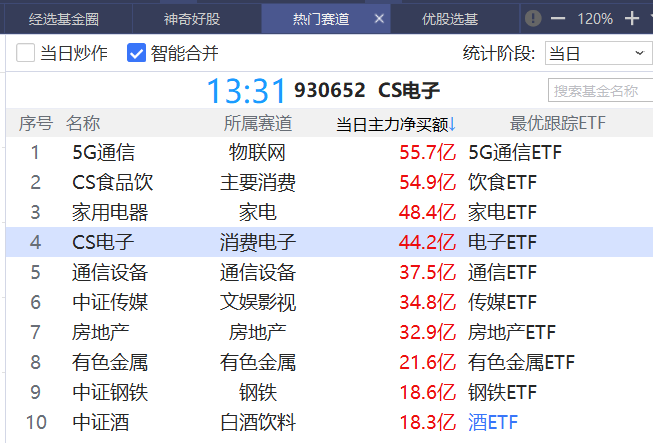 经选基金圈 神奇好股 热门赛道 × 优股选基 120%
当日炒作 智能合并 统计阶段: 当日
13:31 930652 CS电子 搜索基金名称
序号 名称 所属赛道 当日主力净买额↓ 最优跟踪ETF
1 5G通信 物联网 55.7亿 5G通信ETF
2 CS食品饮 主要消费 54.9亿 饮食ETF
3 家用电器 家电 48.4亿 家电ETF
4 CS电子 消费电子 44.2亿 电子ETF
5 通信设备 通信设备 37.5亿 通信ETF
6 中证传媒 文娱影视 34.8亿 传媒ETF
7 房地产 房地产 32.9亿 房地产ETF
8 有色金属 有色金属 21.6亿 有色金属ETF
9 中证钢铁 钢铁 18.6亿 钢铁ETF
10 中证酒 白酒饮料 18.3亿 酒ETF